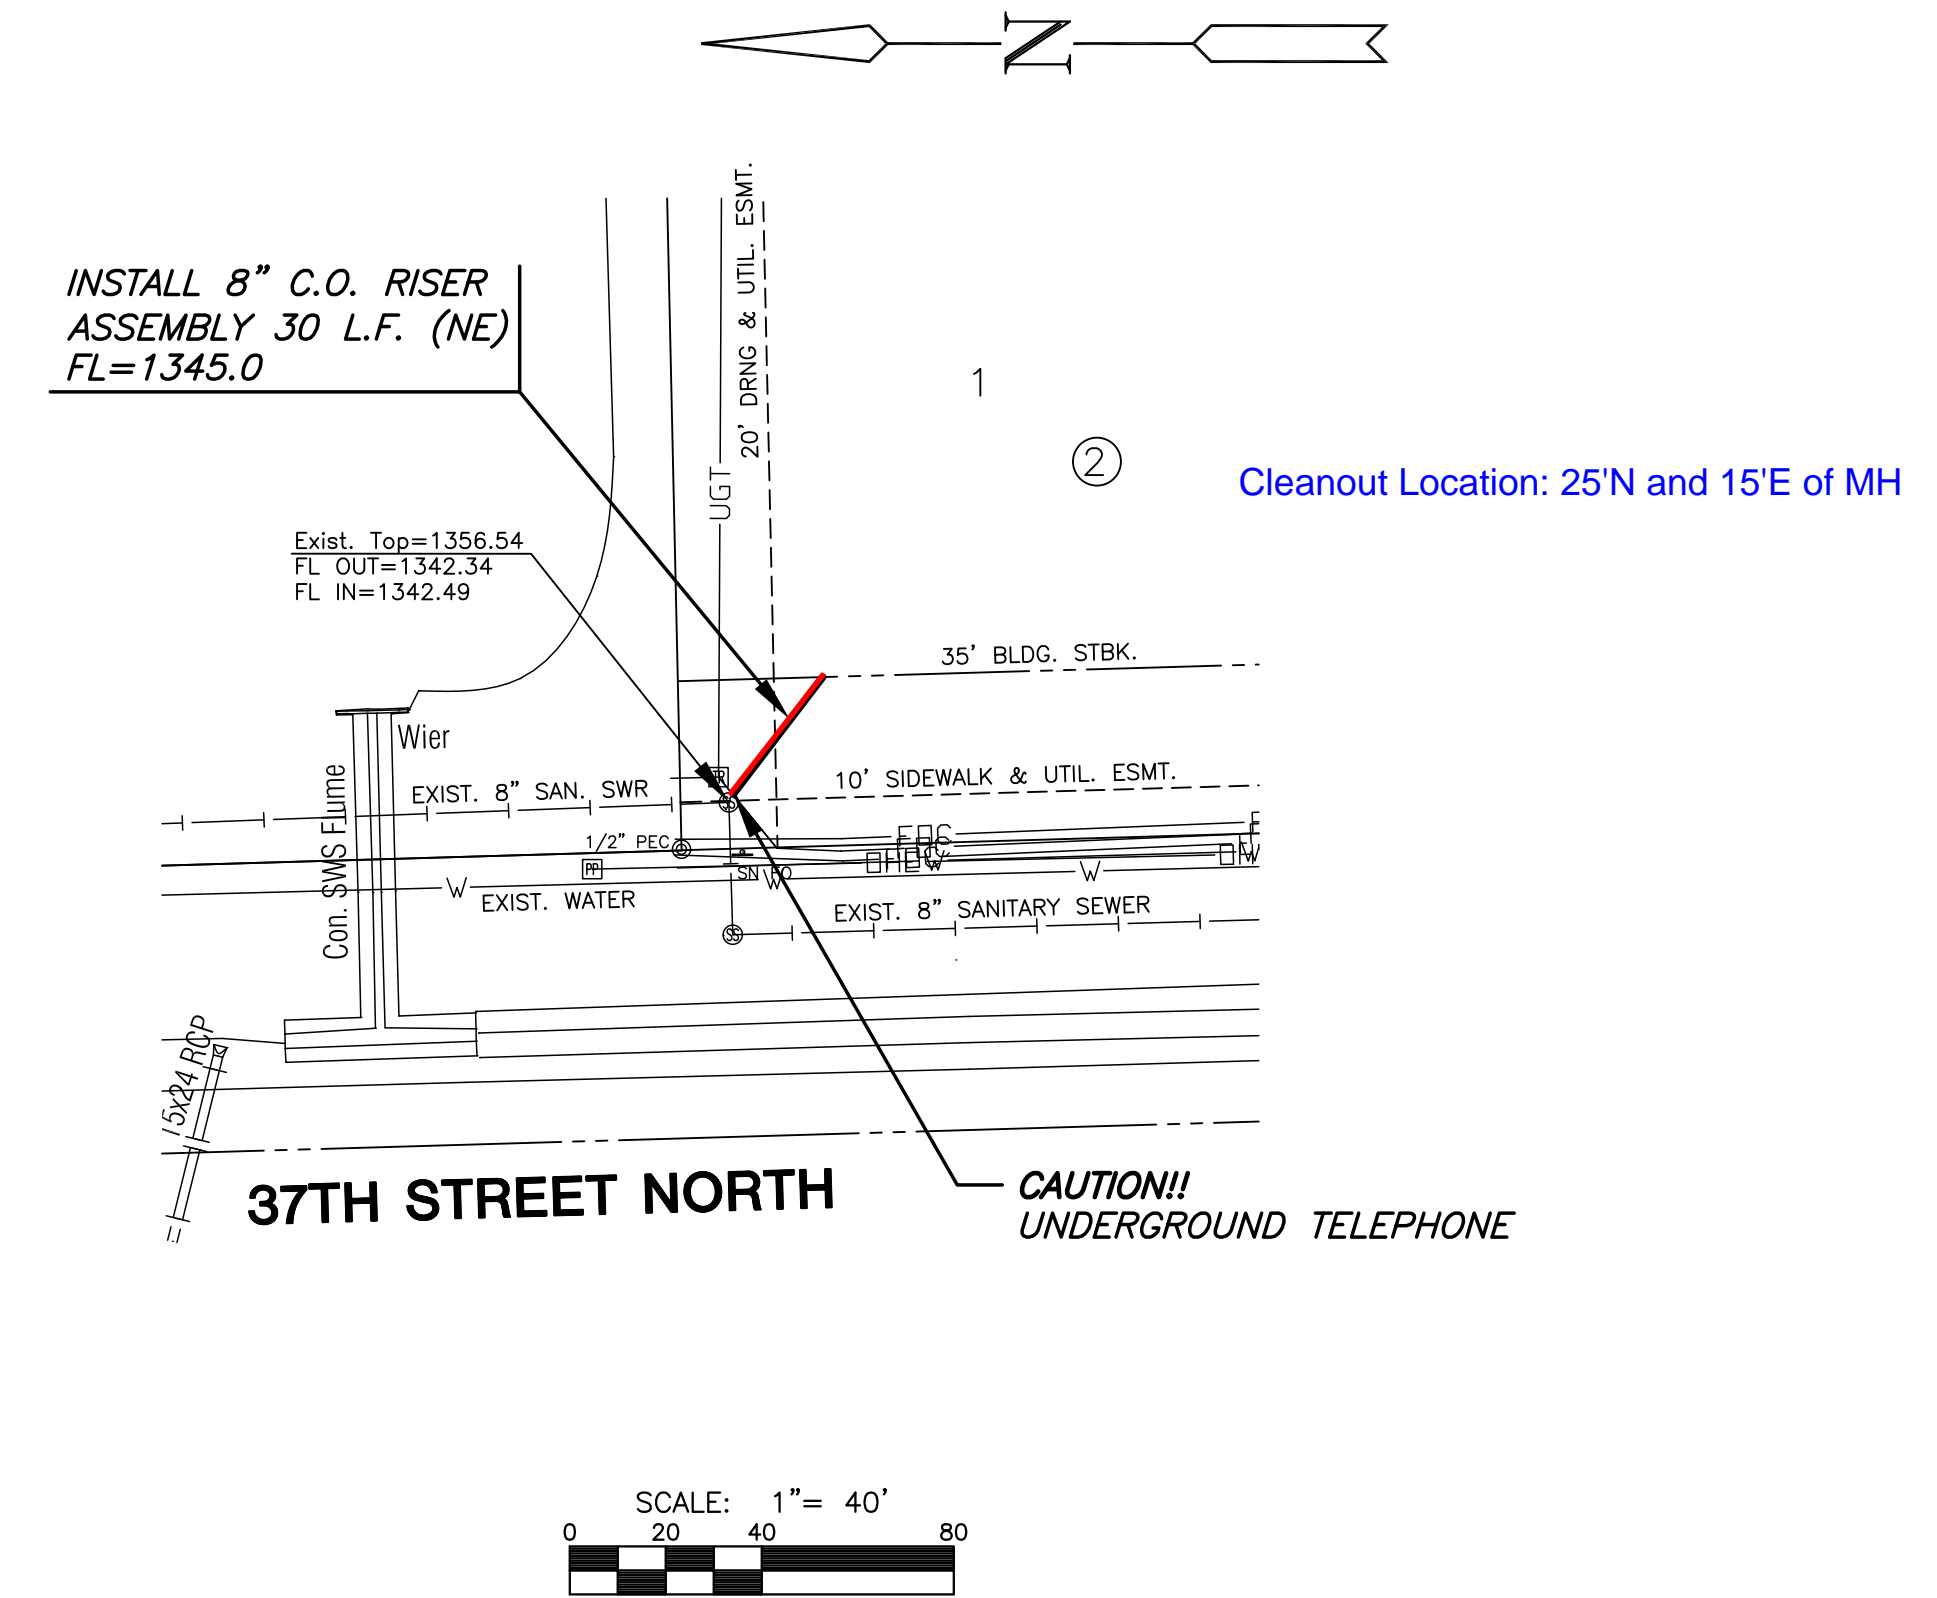 N
20' DRNG & UTIL. ESMT.
INSTALL 8" C.O. RISER
ASSEMBLY 30 L.F. (NE)
FL=1345.0
1
2
Cleanout Location: 25'N and 15'E of MH
UGT
Exist. Top=1356.54
FL OUT=1342.34
FL IN=1342.49
35' BLDG. STBK.
Wier
EXIST. 8" SAN. SWR
10' SIDEWALK & UTIL. ESMT.
SS
1/2" PEC
PP
W
EXIST. WATER
W
W
EXIST. 8" SANITARY SEWER
SS
Con. SWS Flume
15x24 RCP
37TH STREET NORTH
CAUTION!!
UNDERGROUND TELEPHONE
SCALE: 1"= 40'
0 20 40 80